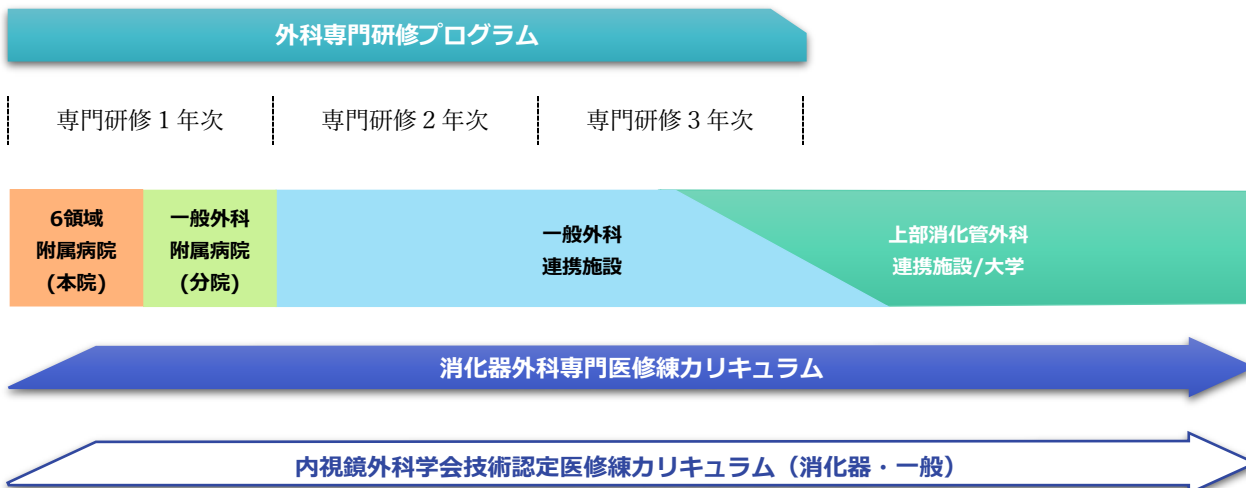 外科専門研修プログラム
専門研修1年次
専門研修2年次
専門研修3年次
6領域
附属病院
(本院)
一般外科
附属病院
(分院)
一般外科
連携施設
上部消化管外科
連携施設/大学
消化器外科専門医修練カリキュラム
内視鏡外科学会技術認定医修練カリキュラム（消化器・一般）